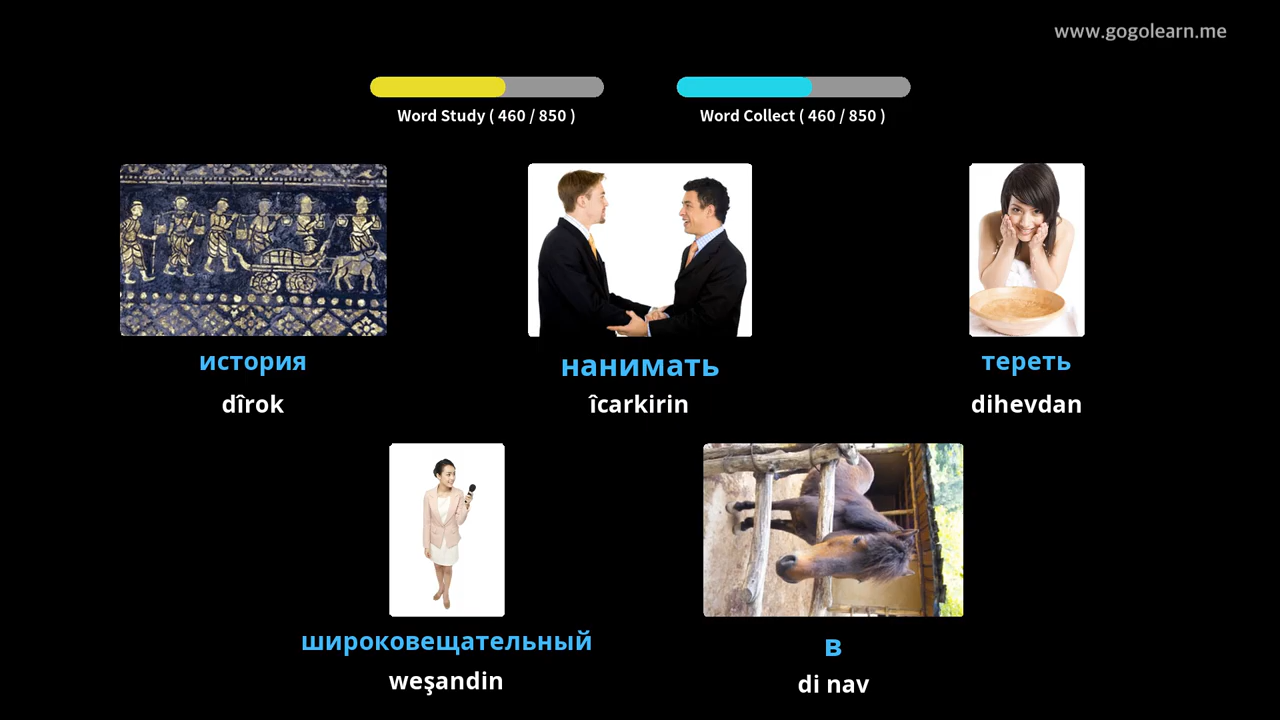 www.gogolearn.me
Word Study ( 460 / 850 )
Word Collect ( 460 / 850 )
история
dîrok
нанимать
îcarkirin
тереть
dihevdan
широковещательный
weşandin
в
di nav